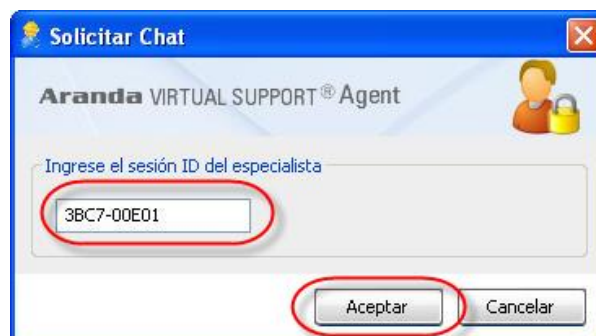 Solicitar Chat
Aranda VIRTUAL SUPPORT® Agent
Ingrese el sesión ID del especialista
3BC7-00E01
Aceptar Cancelar